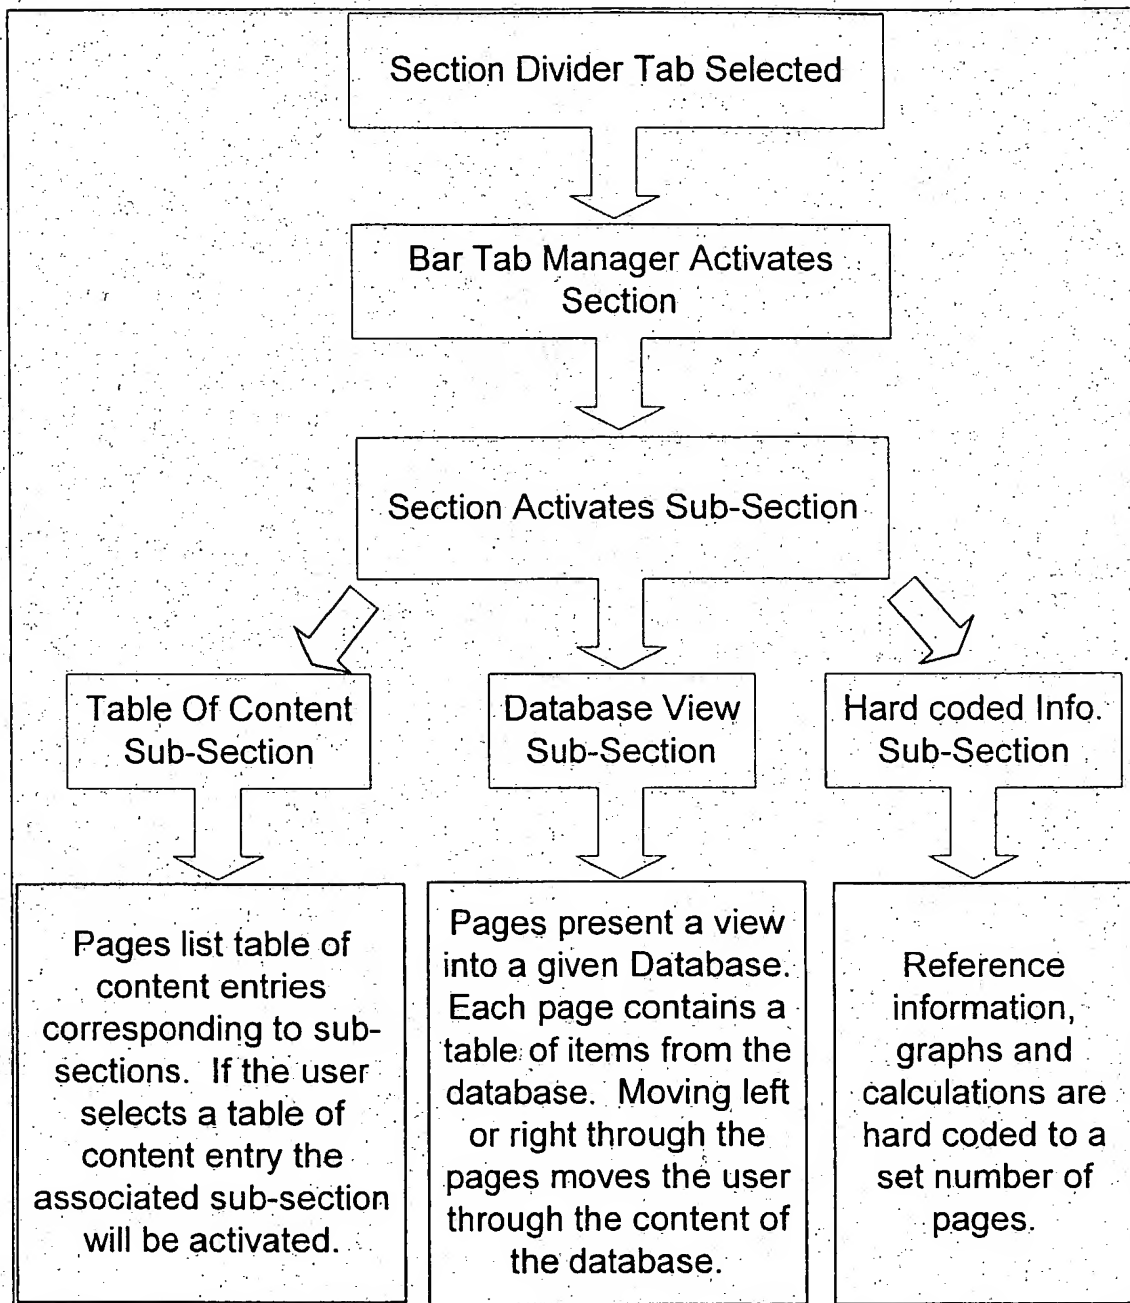 Section Divider Tab Selected
Bar Tab Manager Activates
Section
Section Activates Sub-Section
Table Of Content
Sub-Section
Database View
Sub-Section
Hard coded Info.
Sub-Section
Pages list table of
content entries
corresponding to sub-
sections. If the user
selects a table of
content entry the
associated sub-section
will be activated.
Pages present a view
into a given Database.
Each page contains a
table of items from the
database. Moving left
or right through the
pages moves the user
through the content of
the database.
Reference
information,
graphs and
calculations are
hard coded to a
set number of
pages.